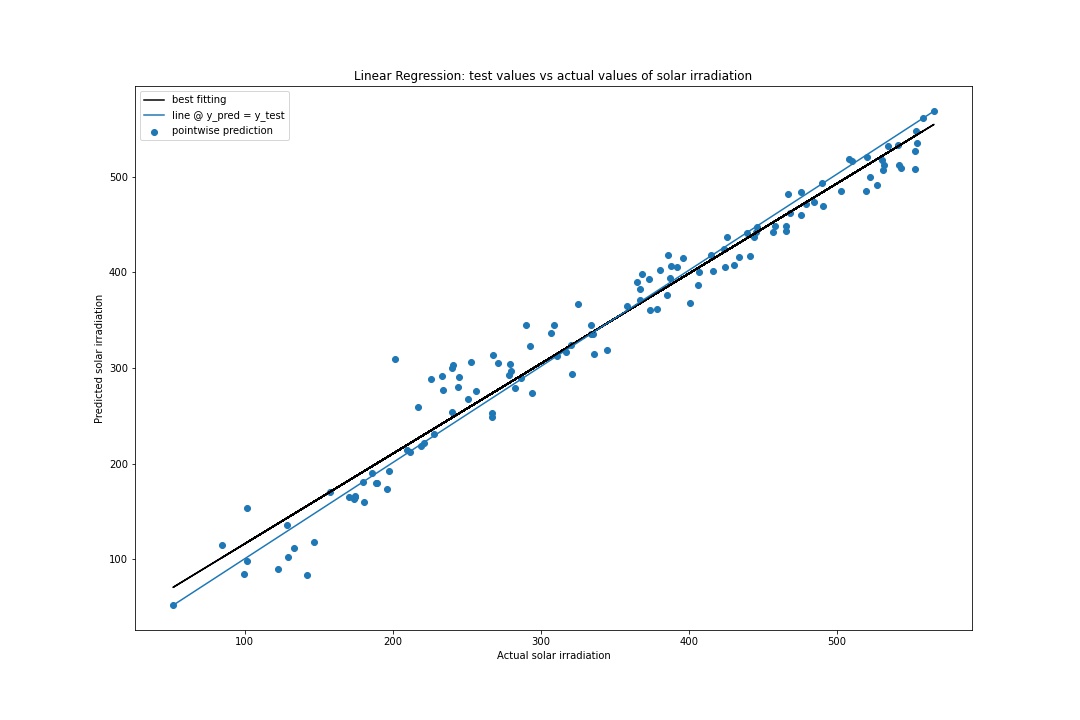 Linear Regression: test values vs actual values of solar irradiation
best fitting
line @ y_pred = y_test
pointwise prediction
Predicted solar irradiation
500
400
300
200
100
100 200 300 400 500
Actual solar irradiation